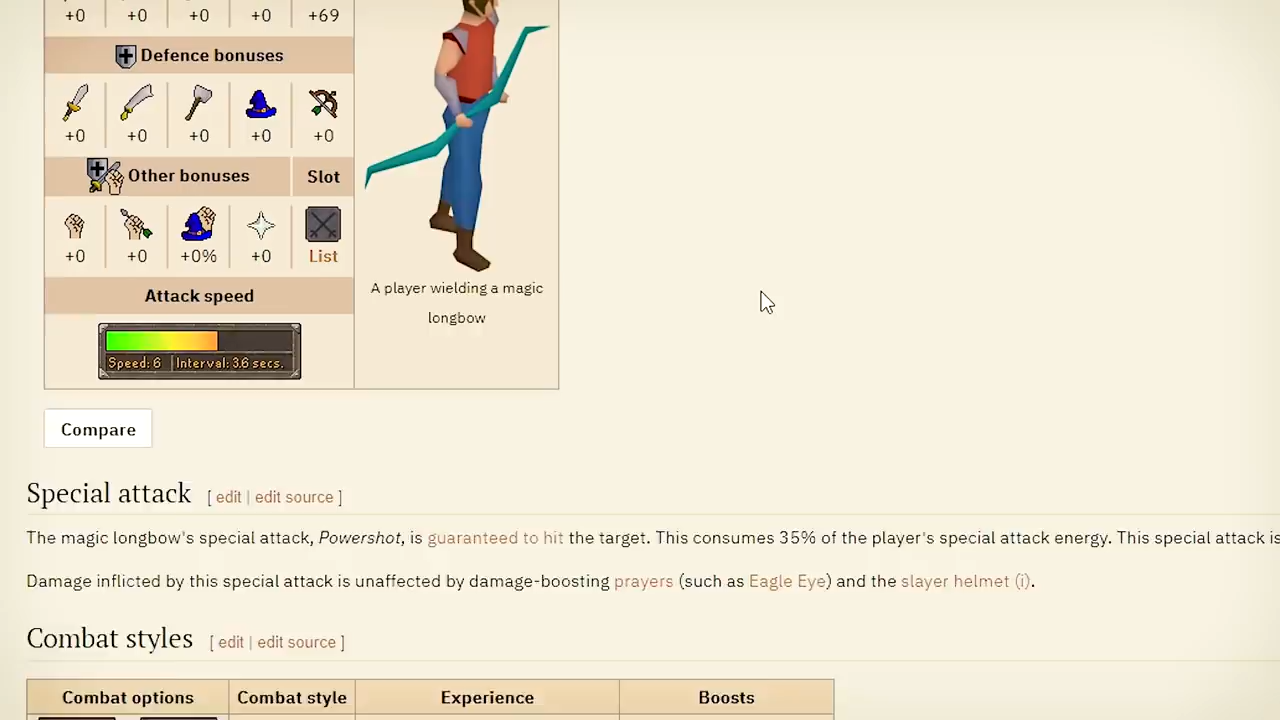 +0 +0 +0 +0 +69
Defence bonuses
+0 +0 +0 +0 +0
Other bonuses Slot
+0 +0 +0% +0 List
Attack speed
Speed: 6 Interval: 3.6 secs.
A player wielding a magic
longbow
Compare
Special attack [ edit | edit source ]
The magic longbow's special attack, Powershot, is guaranteed to hit the target. This consumes 35% of the player's special attack energy. This special attack is
Damage inflicted by this special attack is unaffected by damage-boosting prayers (such as Eagle Eye) and the slayer helmet (i).
Combat styles [ edit | edit source ]
Combat options Combat style Experience Boosts